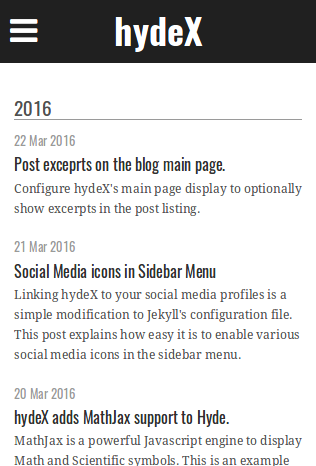 hydeX
2016
22 Mar 2016
Post exceprts on the blog main page.
Configure hydeX's main page display to optionally
show excerpts in the post listing.
21 Mar 2016
Social Media icons in Sidebar Menu
Linking hydeX to your social media profiles is a
simple modification to Jekyll's configuration file.
This post explains how easy it is to enable various
social media icons in the sidebar menu.
20 Mar 2016
hydeX adds MathJax support to Hyde.
MathJax is a powerful Javascript engine to display
Math and Scientific symbols. This is an example